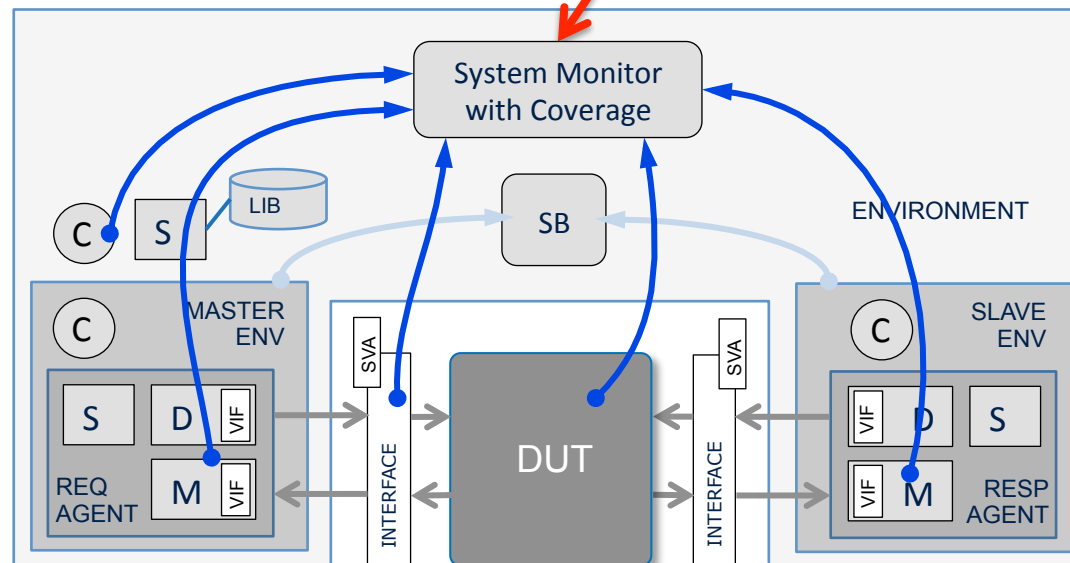 System Monitor
with Coverage
LIB
C
S
SB
ENVIRONMENT
MASTER
ENV
C
SVA
SVA
C
SLAVE
ENV
S
D
VIF
DUT
VIF
D
S
REQ
AGENT
M
VIF
INTERFACE
INTERFACE
VIF
M
RESP
AGENT